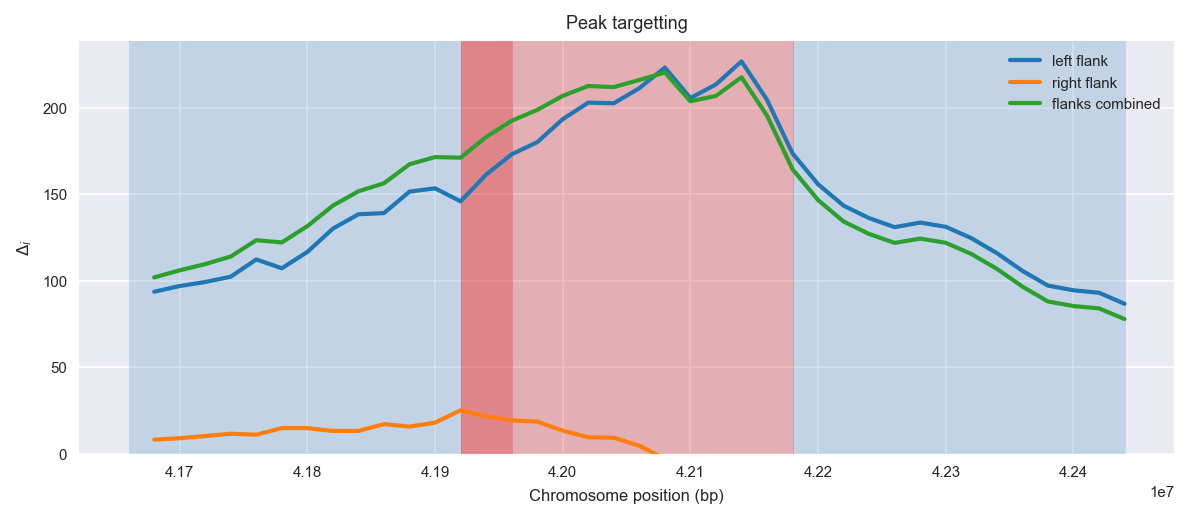 Peak targetting
left flank
right flank
flanks combined
200
150
100
50
0
Δi
4.17 4.18 4.19 4.20 4.21 4.22 4.23 4.24
1e7
Chromosome position (bp)